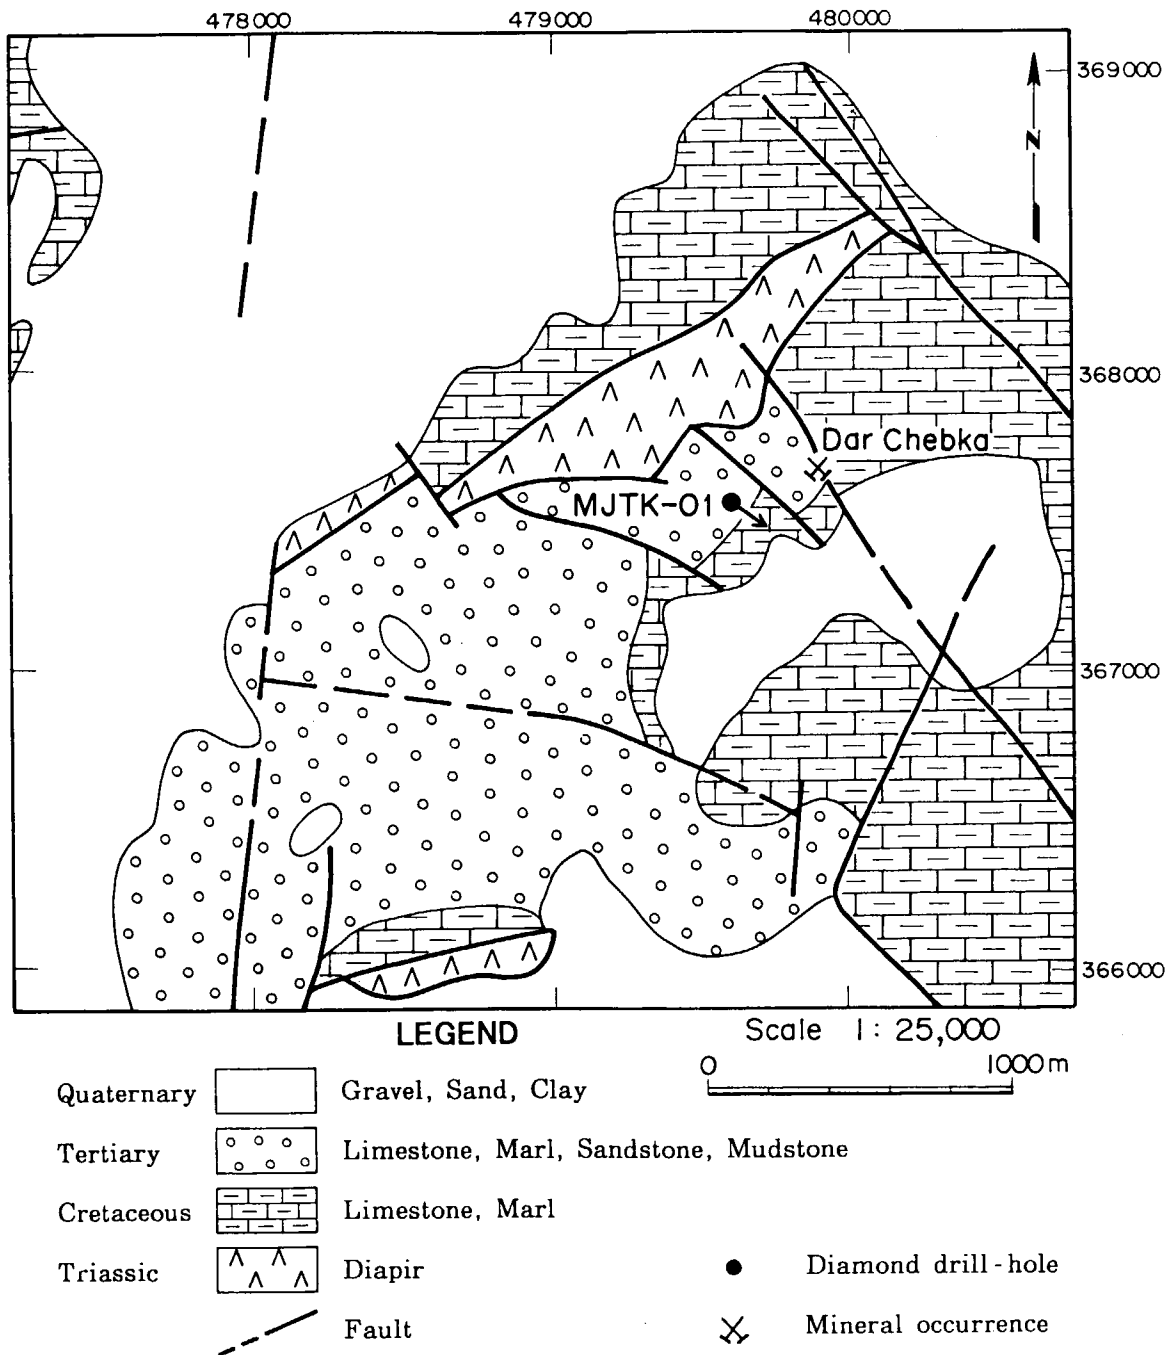 478000 479000 480000
369000
N
368000
Dar Chebka
MJTK-01
367000
366000
LEGEND
Scale 1 : 25,000
0 1000m
Quaternary Gravel, Sand, Clay
Tertiary Limestone, Marl, Sandstone, Mudstone
Cretaceous Limestone, Marl
Triassic Diapir
Diamond drill-hole
Fault
Mineral occurrence